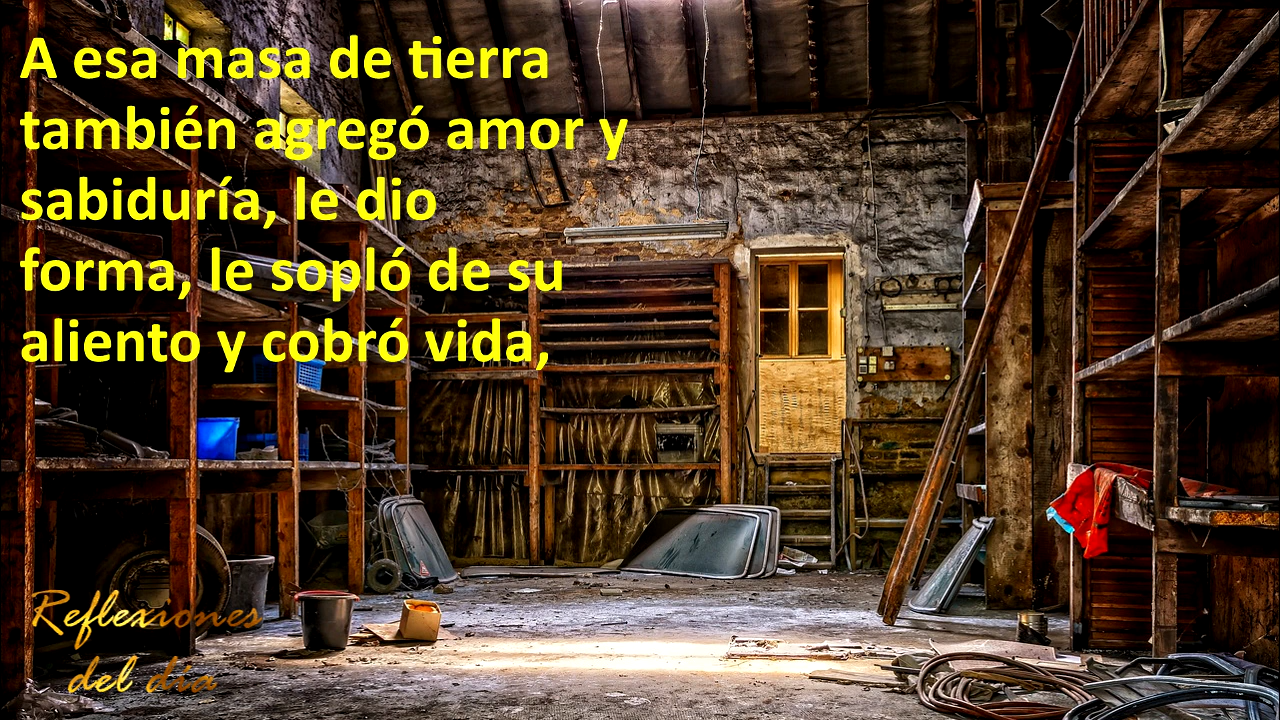 A esa masa de tierra
también agregó amor y
sabiduría, le dio
forma, le sopló de su
aliento y cobró vida,
Reflexiones
del día